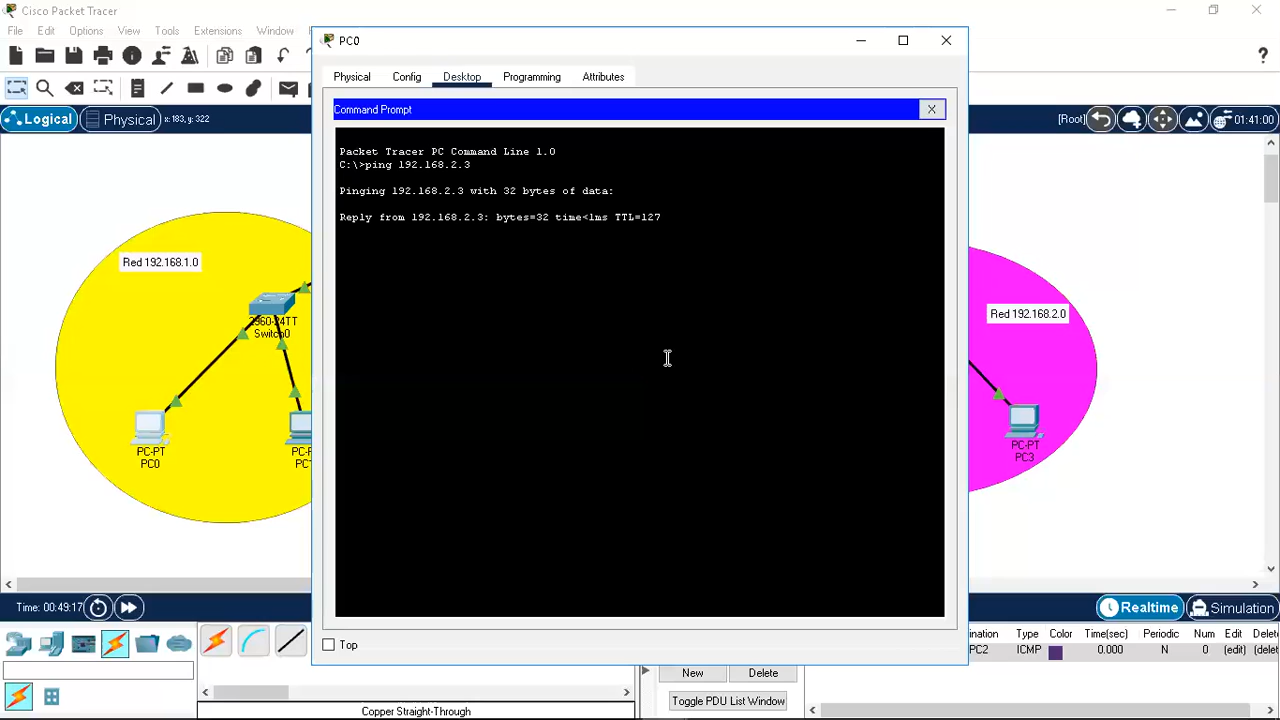 Cisco Packet Tracer
File Edit Options View Tools Extensions Window
Logical
Physical
x: 183, y: 322
[Root]
01:41:00
PC0
Physical Config Desktop Programming Attributes
Command Prompt
X
Packet Tracer PC Command Line 1.0
C:\>ping 192.168.2.3
Pinging 192.168.2.3 with 32 bytes of data:
Reply from 192.168.2.3: bytes=32 time<1ms TTL=127
Top
Red 192.168.1.0
2960-24TT
Switch0
PC-PT
PC0
Red 192.168.2.0
PC-PT
PC3
Time: 00:49:17
Realtime
Simulation
Type Color Time(sec) Periodic Num Edit
PC2 ICMP 0.000 N 0 (edit)
New
Delete
Toggle PDU List Window
Copper Straight-Through
?